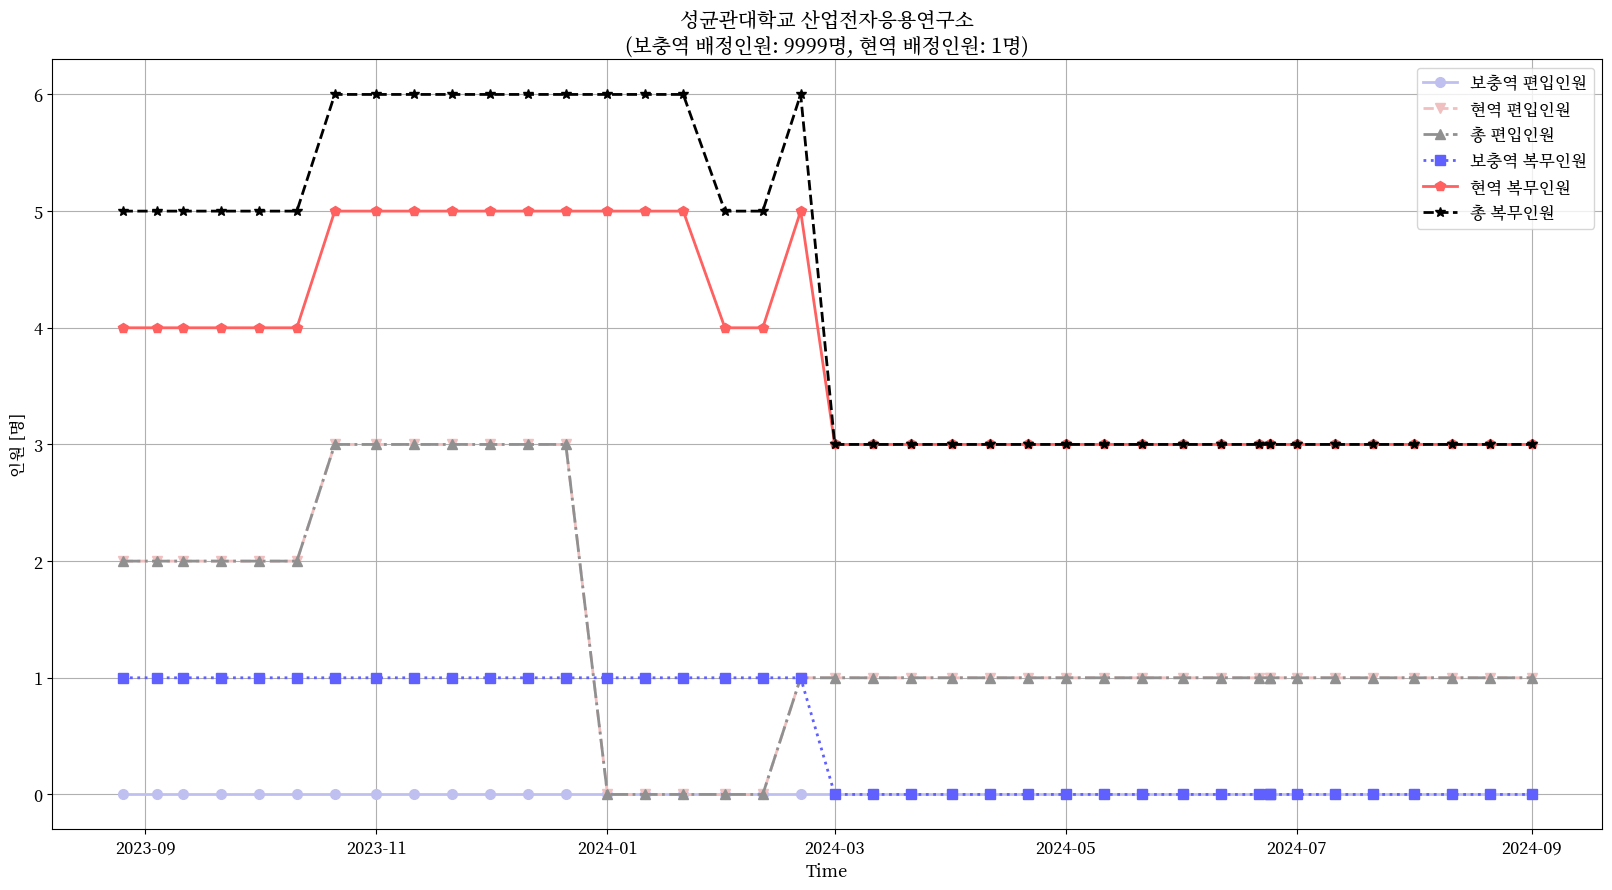 성균관대학교 산업전자응용연구소
(보충역 배정인원: 9999명, 현역 배정인원: 1명)
보충역 편입인원
현역 편입인원
총 편입인원
보충역 복무인원
현역 복무인원
총 복무인원
인원 [명]
6
5
4
3
2
1
0
2023-09
2023-11
2024-01
2024-03
2024-05
2024-07
2024-09
Time